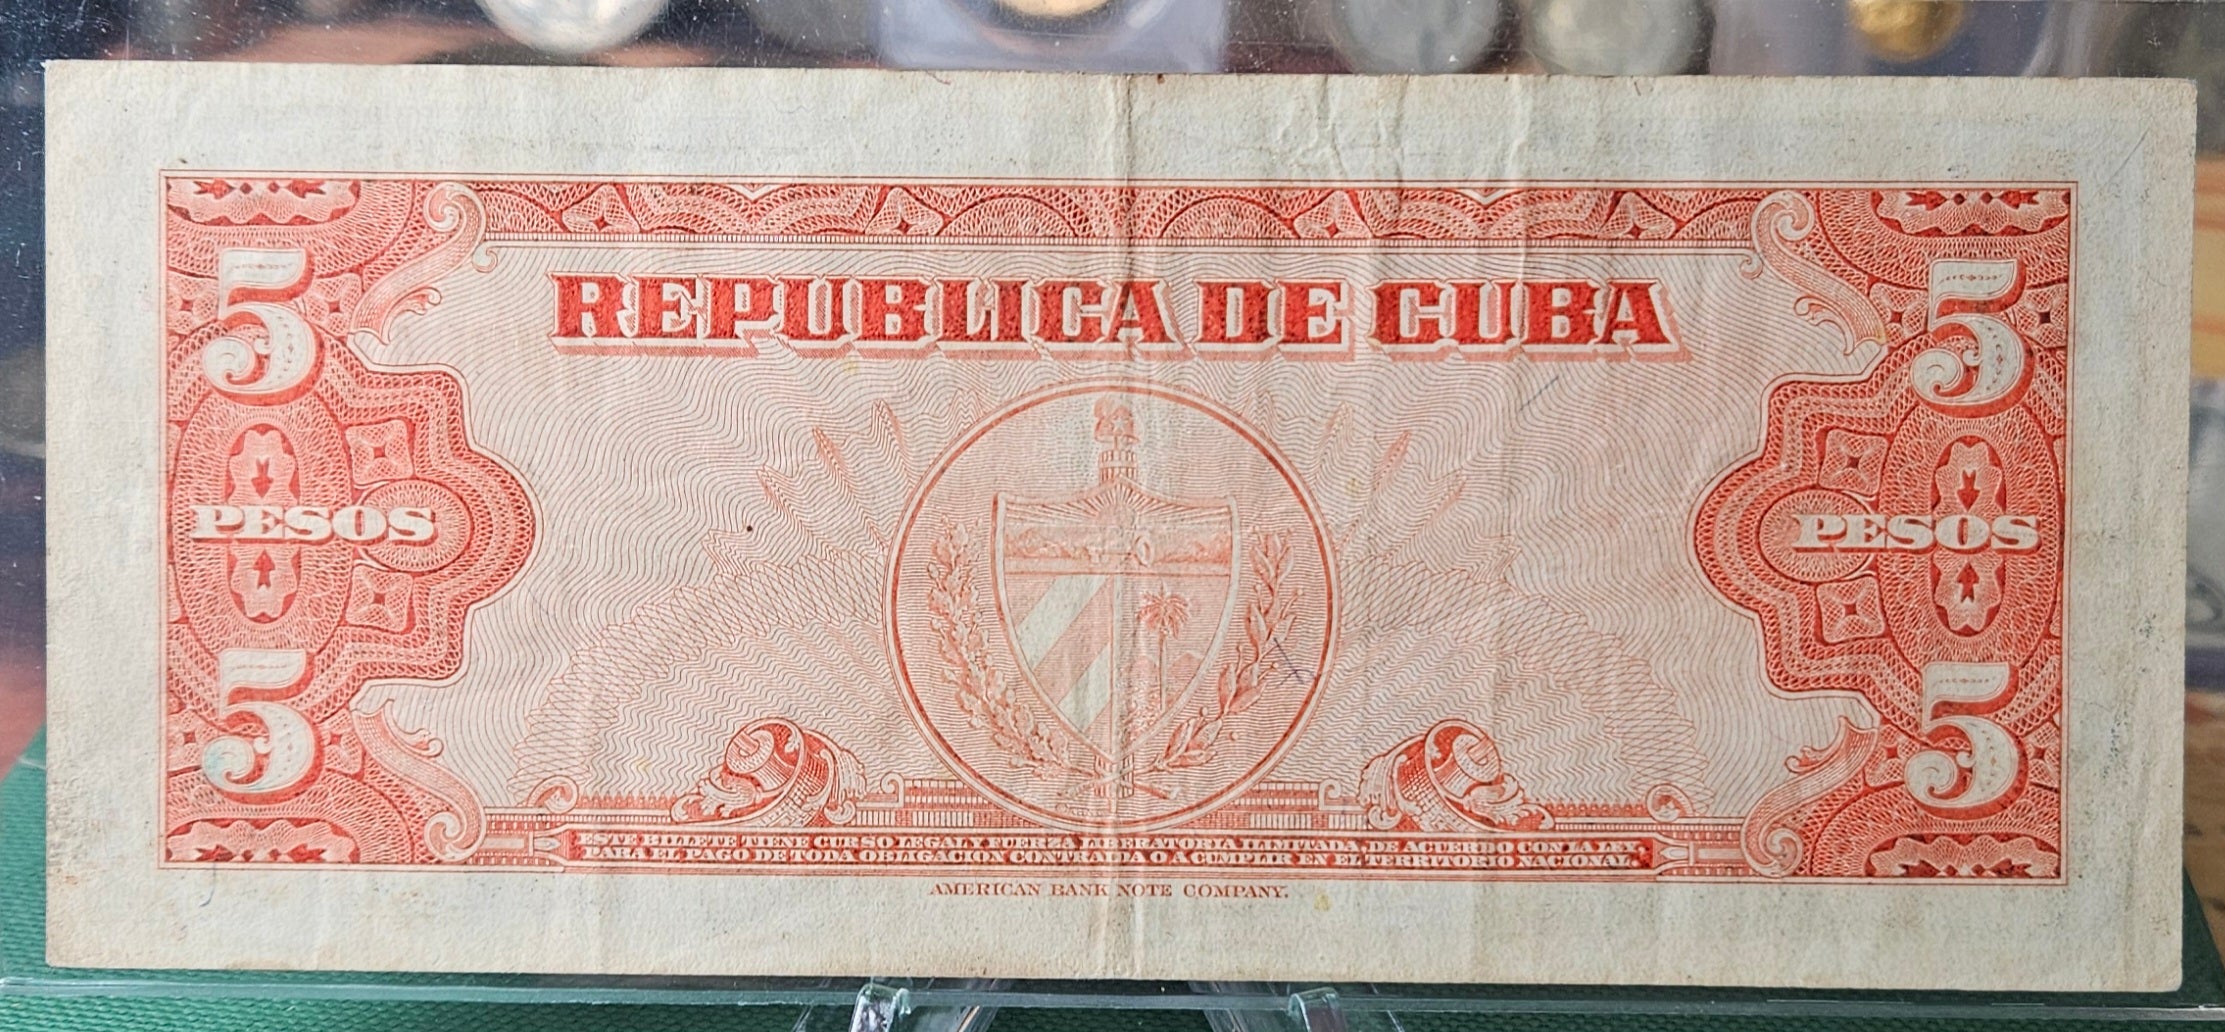 5
5
REPUBLICA DE CUBA
PESOS
PESOS
5
5
ESTE BILLETE TIENE CURSO LEGAL Y FUERZA LIBERATORIA ILIMITADA, DE ACUERDO CON LA LEY,
PARA EL PAGO DE TODA OBLIGACIÓN CONTRAIDA O A CUMPLIR EN EL TERRITORIO NACIONAL.
AMERICAN BANK NOTE COMPANY.